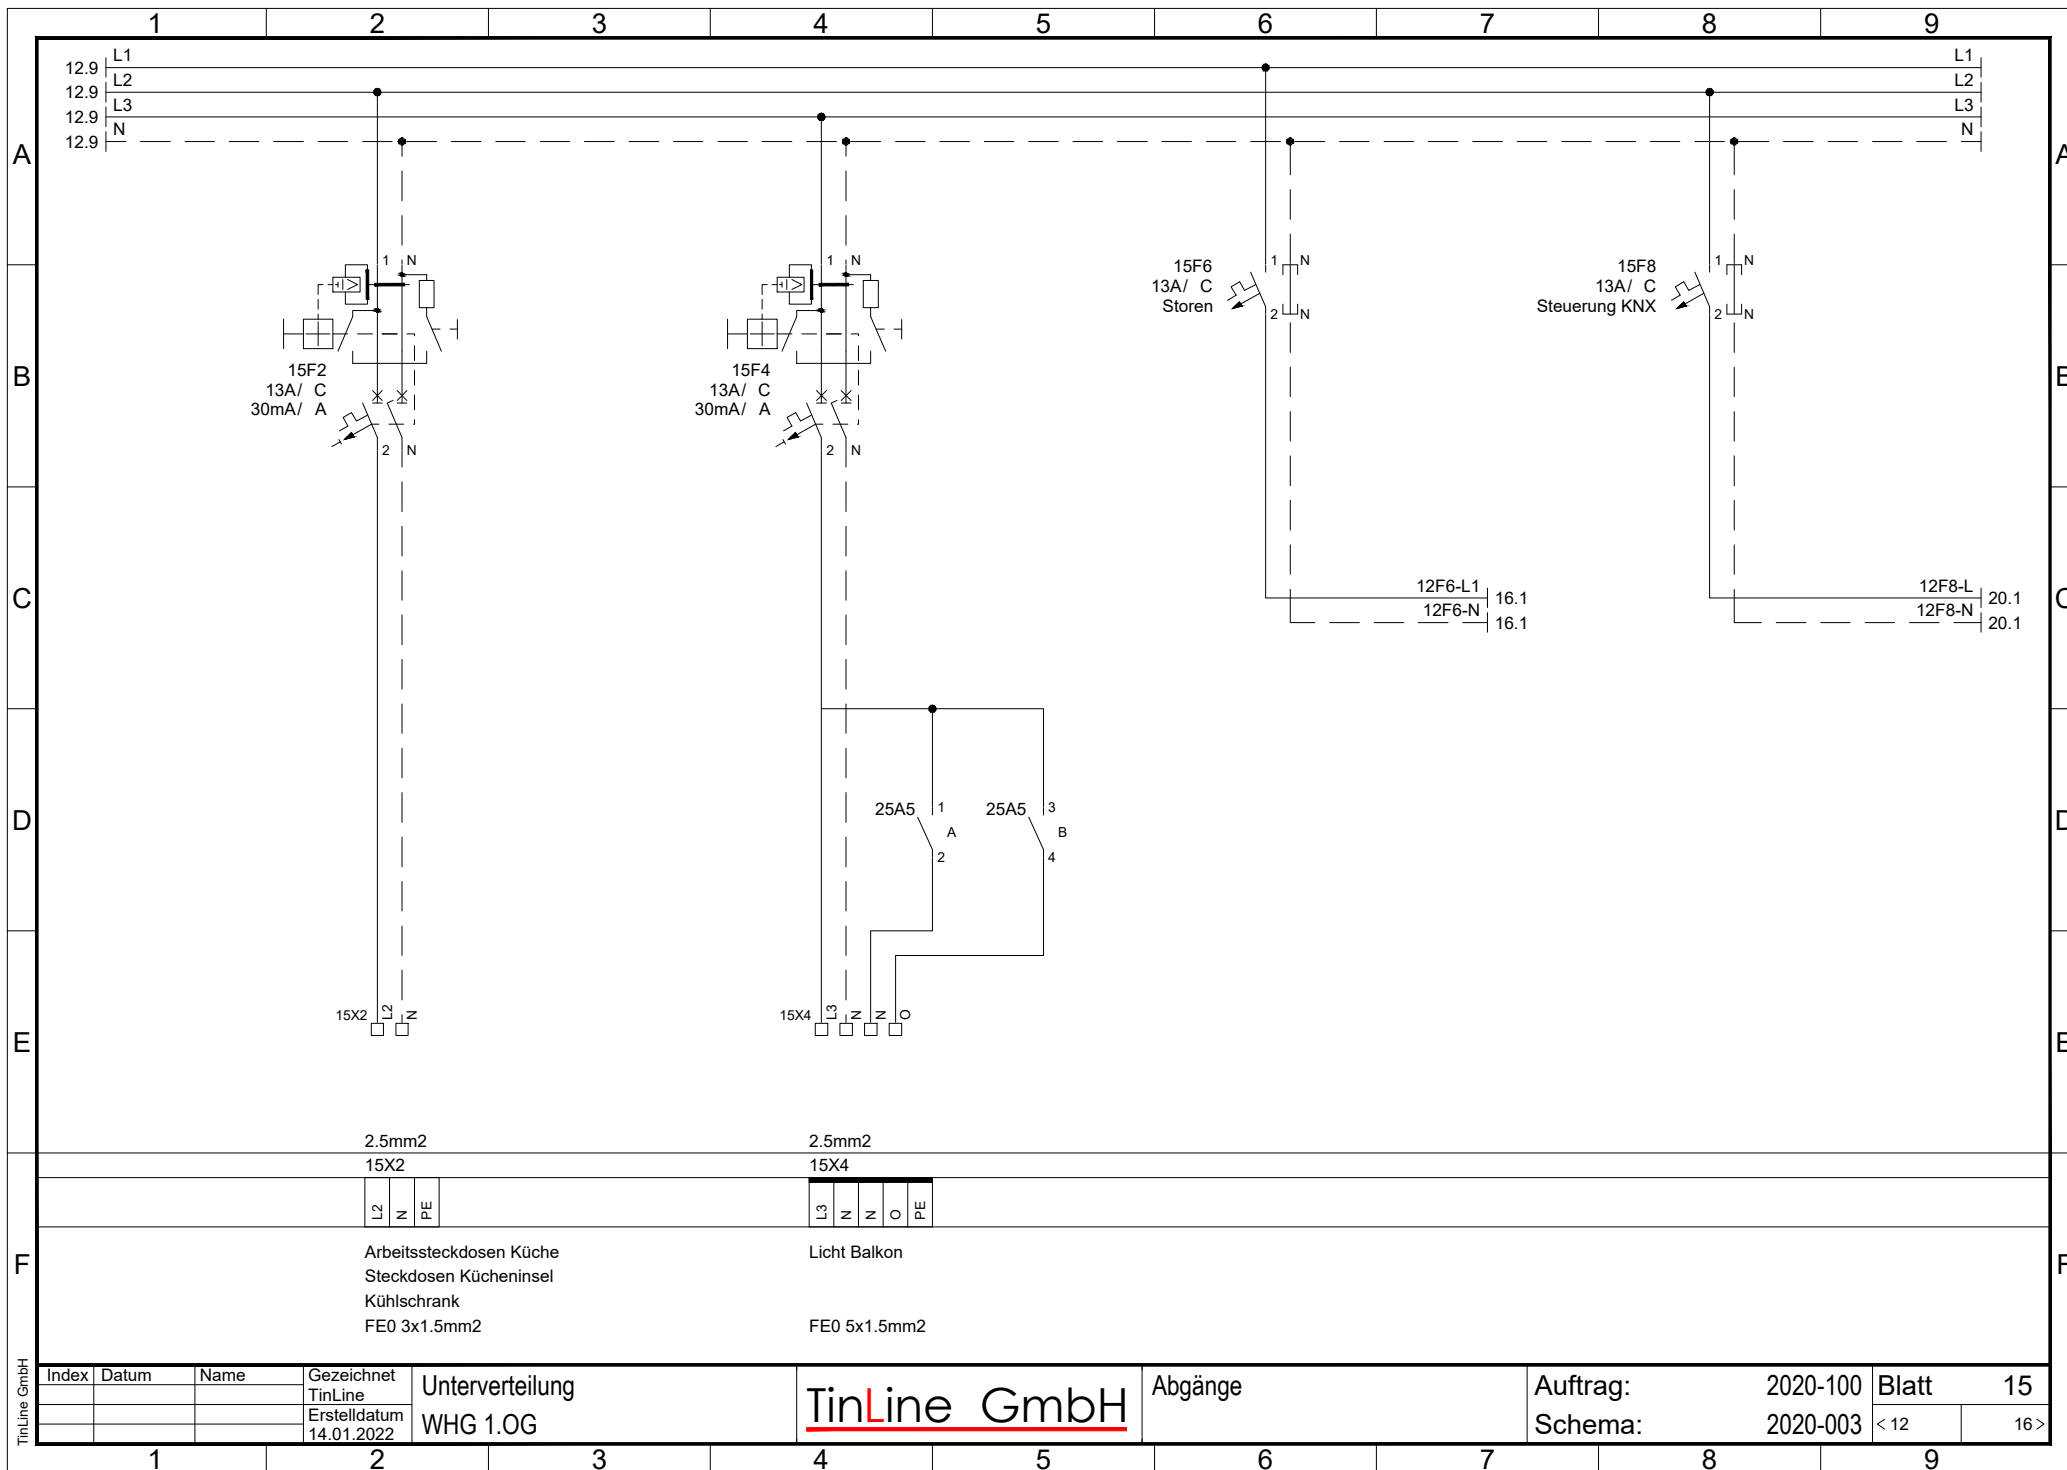 1 2 3 4 5 6 7 8 9
12.9 L1 L1
12.9 L2 L2
12.9 L3 L3
12.9 N N
A A
1 N 1 N
15F6 1 N 15F8 1 N
13A/ C 13A/ C
Storen Steuerung KNX
2 N 2 N
15F2 15F4
B B
13A/ C 13A/ C
30mA/ A 30mA/ A
2 N 2 N
12F6-L1 16.1 12F8-L 20.1
C C
12F6-N 16.1 12F8-N 20.1
25A5 1 25A5 3
D D
A B
2 4
15X2 L2 N 15X4 L3 N N O
E E
2.5mm2 2.5mm2
15X2 15X4
L2 N PE L3 N N O PE
Arbeitssteckdosen Küche Licht Balkon
F F
Steckdosen Kücheninsel
Kühlschrank
FE0 3x1.5mm2 FE0 5x1.5mm2
TinLine GmbH
Index Datum Name Gezeichnet
TinLine
Erstelldatum
14.01.2022
Unterverteilung
WHG 1.OG
TinLine GmbH
Abgänge
Auftrag: 2020-100 Blatt 15
Schema: 2020-003 < 12 16 >
1 2 3 4 5 6 7 8 9